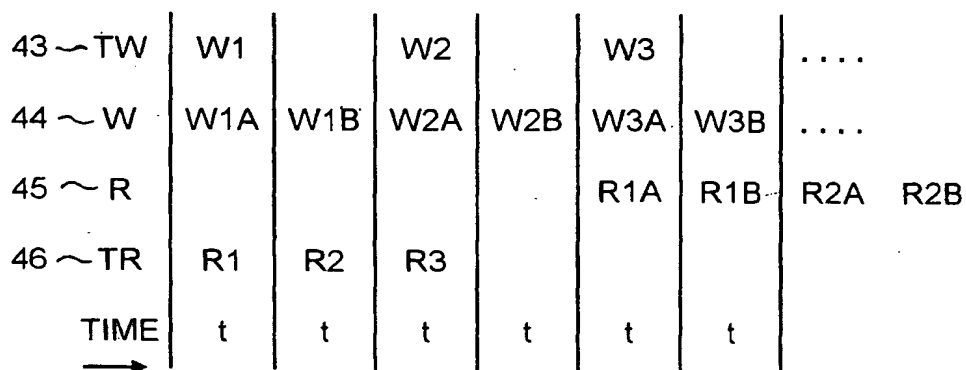 43 ~ TW W1 W2 W3 ....
44 ~ W W1A W1B W2A W2B W3A W3B ....
45 ~ R R1A R1B R2A R2B
46 ~ TR R1 R2 R3
TIME t t t t t t